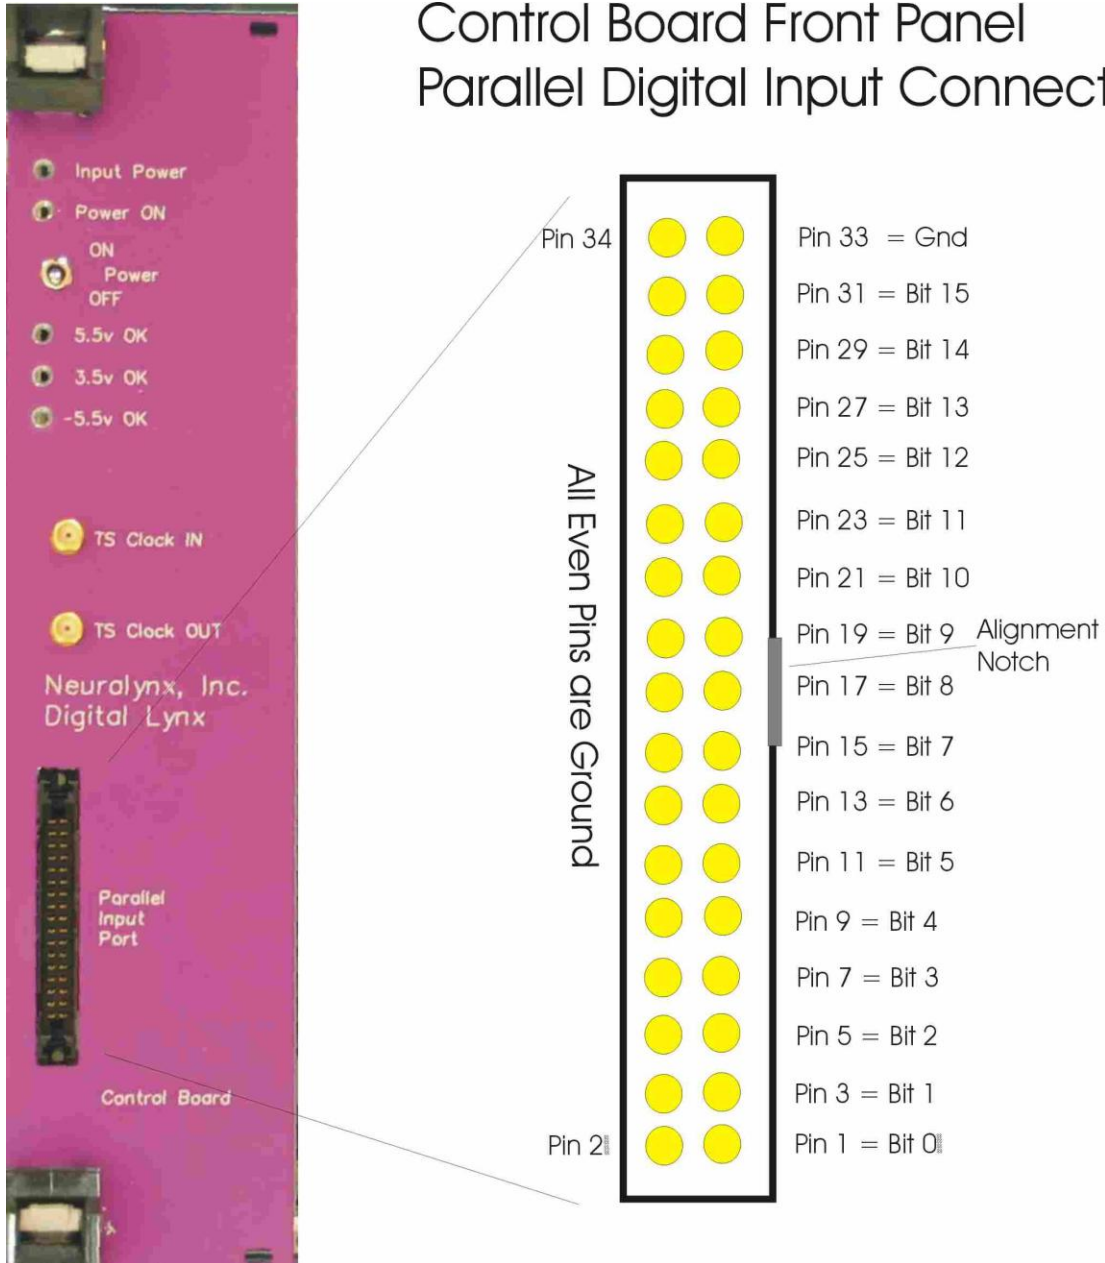 Control Board Front Panel
Parallel Digital Input Connect
Input Power
Power ON
ON
Power
OFF
5.5v OK
3.5v OK
-5.5v OK
TS Clock IN
TS Clock OUT
Neuralynx, Inc.
Digital Lynx
Parallel
Input
Port
Control Board
Pin 34
Pin 33 = Gnd
Pin 31 = Bit 15
Pin 29 = Bit 14
Pin 27 = Bit 13
Pin 25 = Bit 12
Pin 23 = Bit 11
Pin 21 = Bit 10
Pin 19 = Bit 9
Alignment
Notch
Pin 17 = Bit 8
Pin 15 = Bit 7
Pin 13 = Bit 6
Pin 11 = Bit 5
Pin 9 = Bit 4
Pin 7 = Bit 3
Pin 5 = Bit 2
Pin 3 = Bit 1
Pin 2
Pin 1 = Bit 0
All Even Pins are Ground